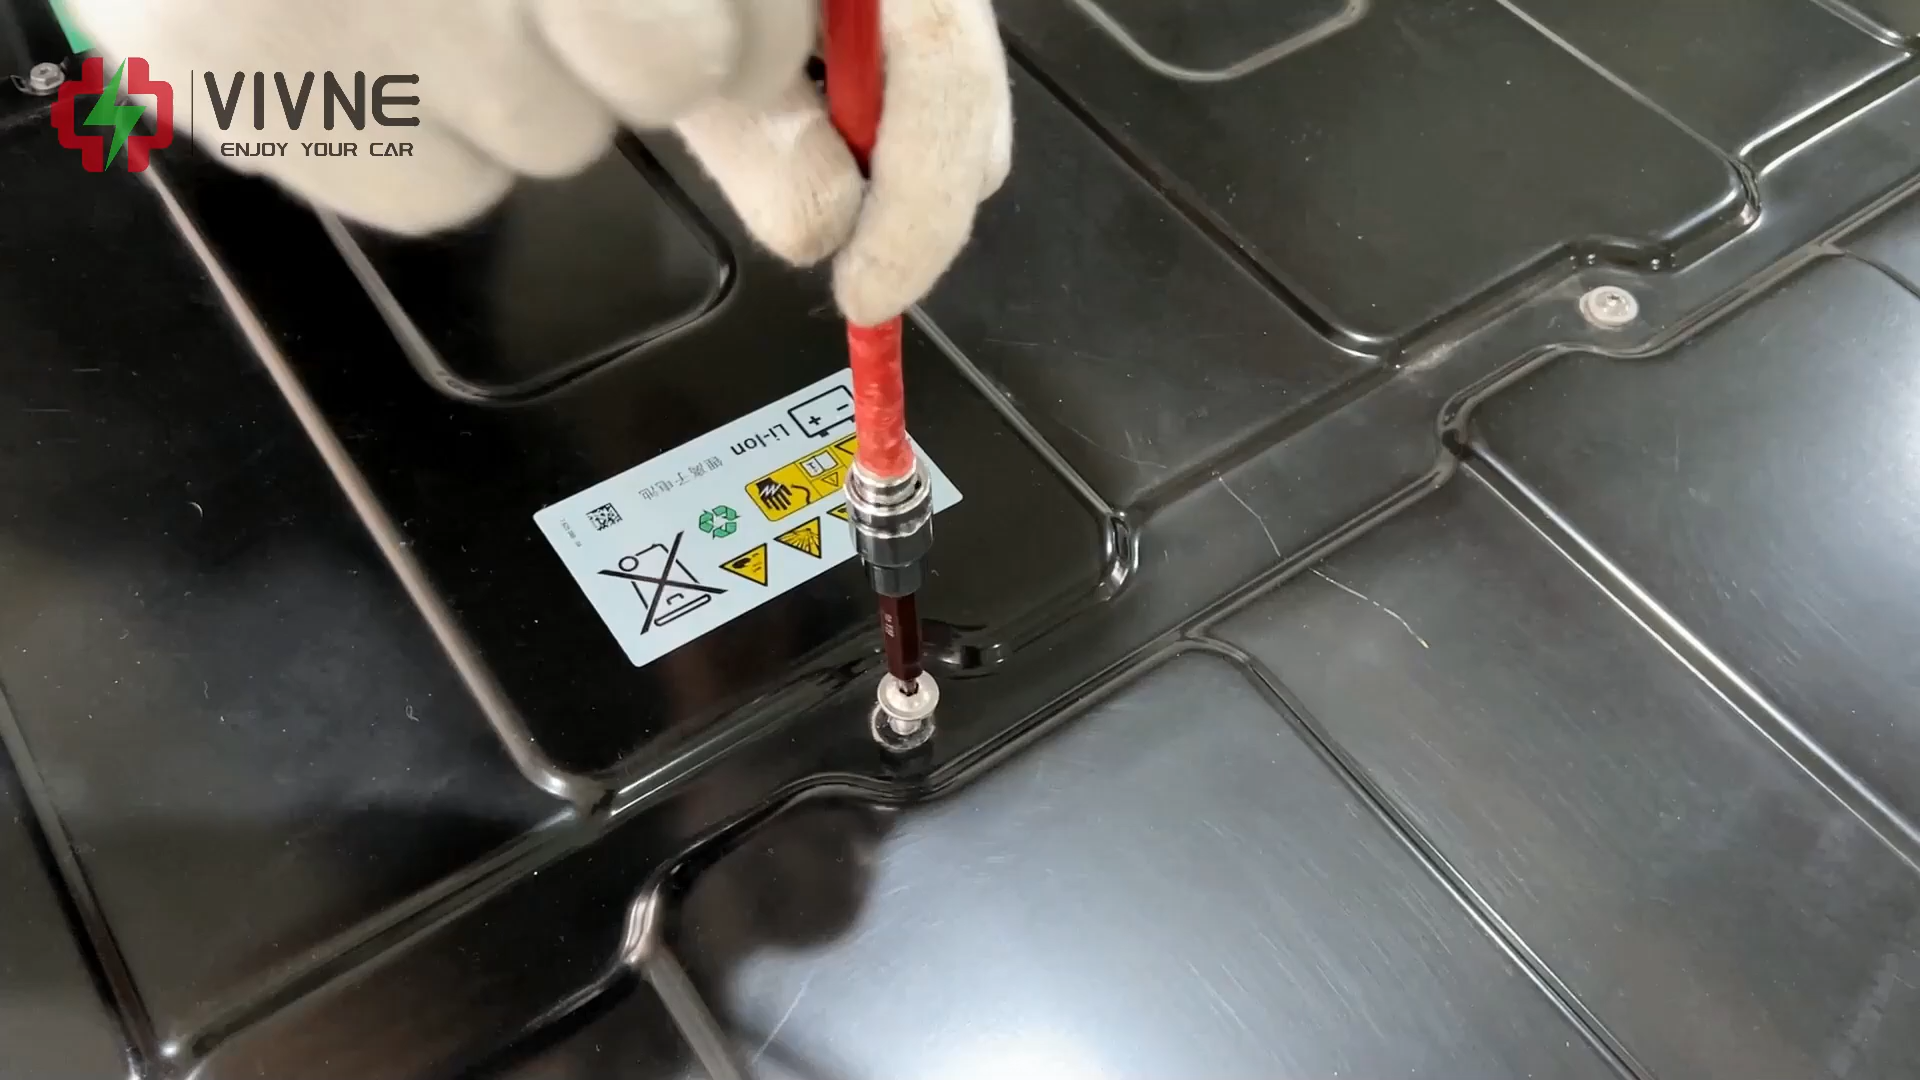 VIVNE
ENJOY YOUR CAR
Li-Ion
锂离子电池